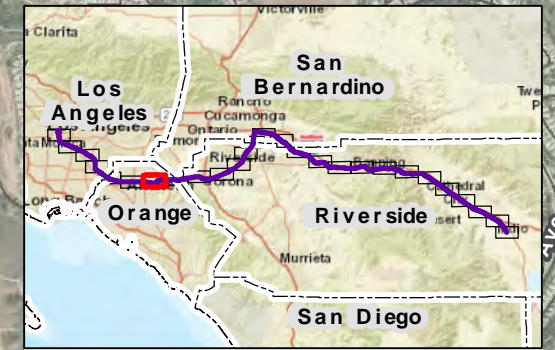 Victorville
a Clarita
San
Bernardino
Los
Angeles
Rancho
Cucamonga
Ontario
Riverside
Corona
Banning
Cathedral
City
Orange
Riverside
Indio
Murrieta
San Diego